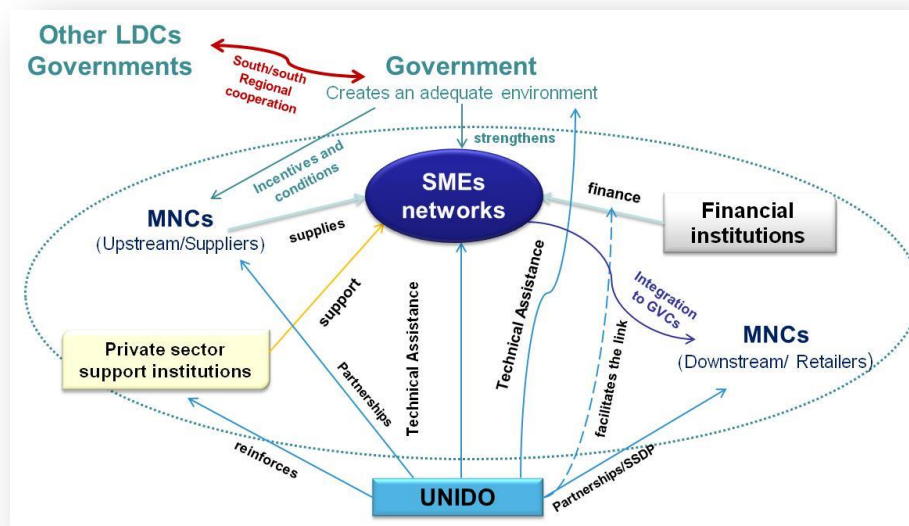 Other LDCs
Governments
South/south
Regional
cooperation
Government
Creates an adequate environment
strengthens
Incentives and
conditions
SMEs
networks
finance
Financial
institutions
MNCs
(Upstream/Suppliers)
supplies
support
Technical Assistance
Technical Assistance
Integration
to GVCs
MNCs
(Downstream/ Retailers)
Private sector
support institutions
Partnerships
facilitates the link
reinforces
Partnerships/SSDP
UNIDO